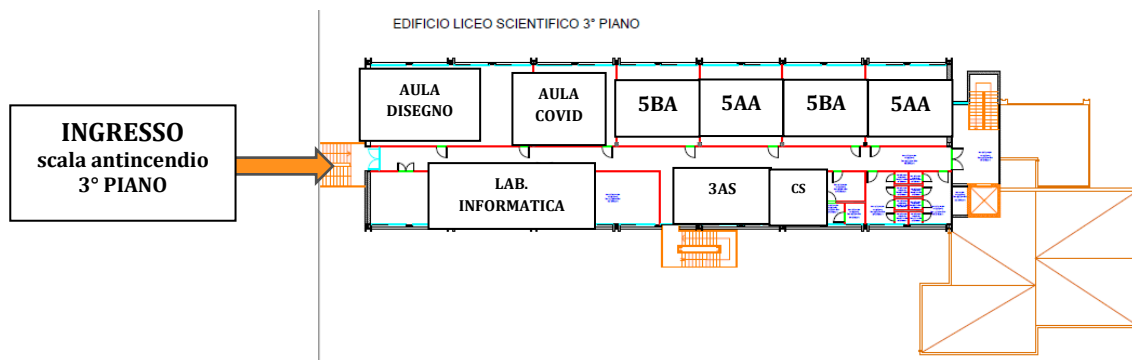 EDIFICIO LICEO SCIENTIFICO 3° PIANO
INGRESSO
scala antincendio
3° PIANO
AULA
DISEGNO
AULA
COVID
5BA
5AA
5BA
5AA
LAB.
INFORMATICA
3AS
CS